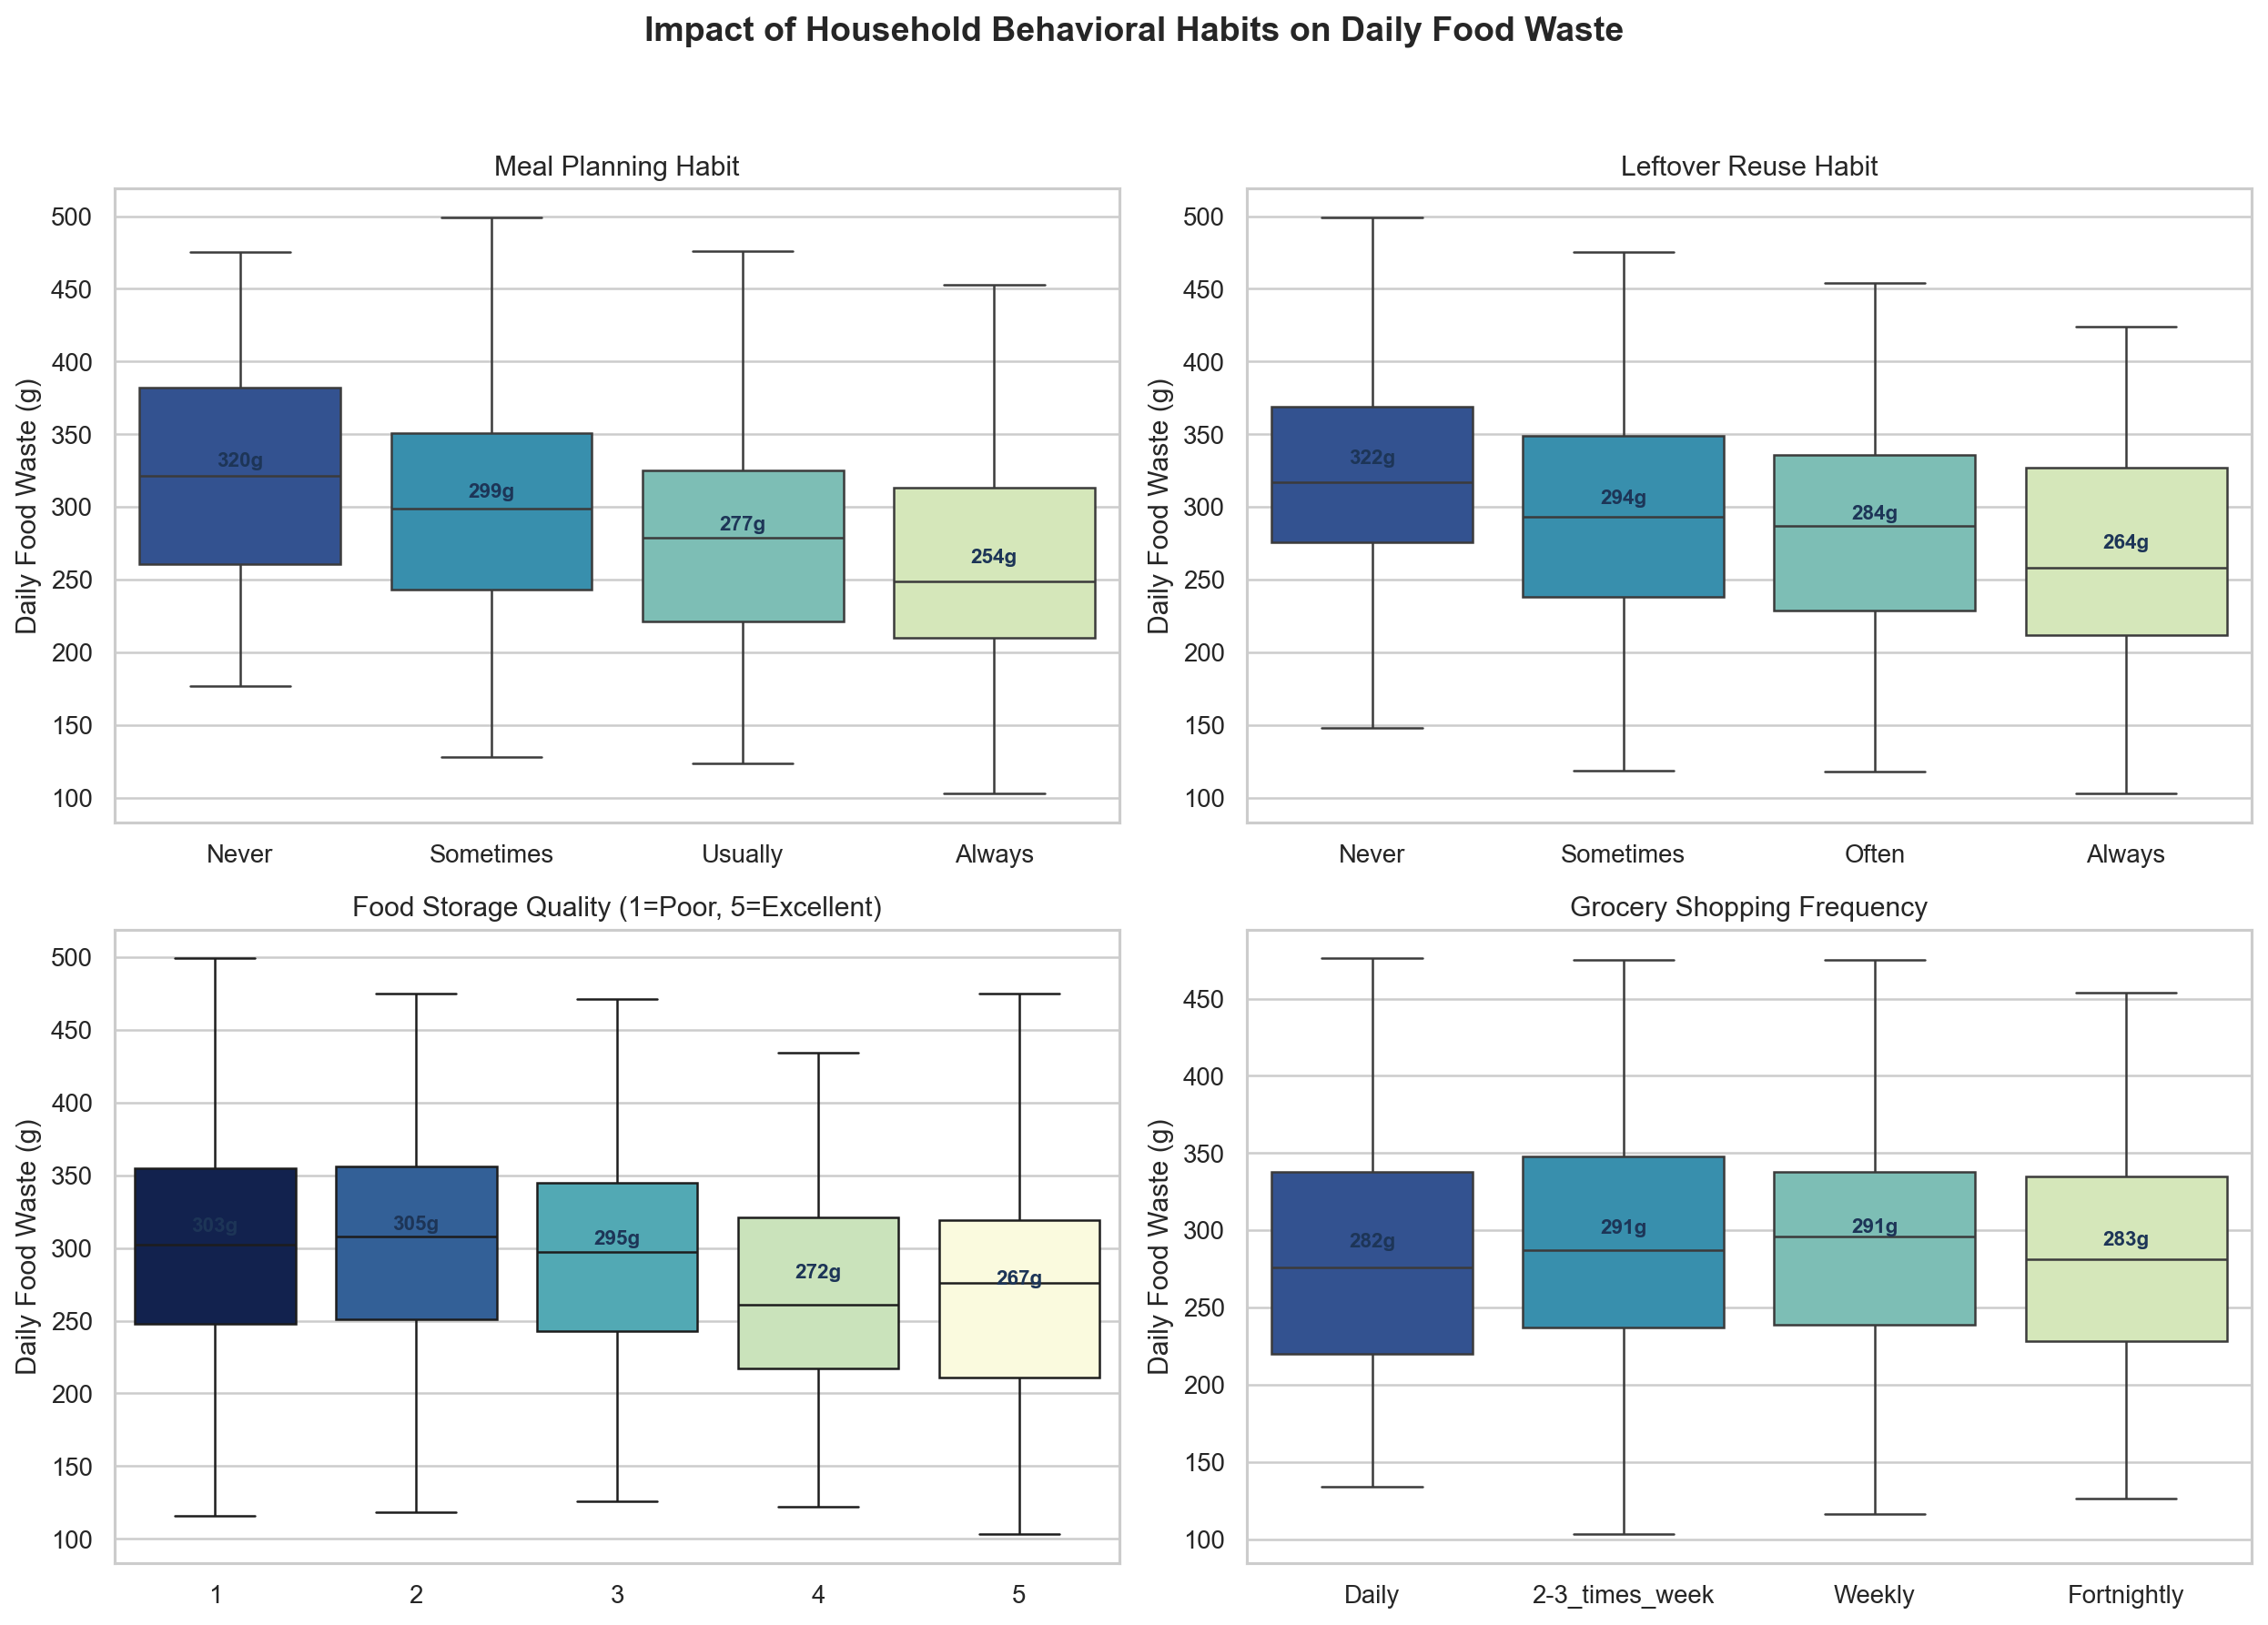 Impact of Household Behavioral Habits on Daily Food Waste
Meal Planning Habit
Daily Food Waste (g)
500
450
400
350
300
250
200
150
100
320g
299g
277g
254g
Never
Sometimes
Usually
Always
Leftover Reuse Habit
Daily Food Waste (g)
500
450
400
350
300
250
200
150
100
322g
294g
284g
264g
Never
Sometimes
Often
Always
Food Storage Quality (1=Poor, 5=Excellent)
Daily Food Waste (g)
500
450
400
350
300
250
200
150
100
303g
305g
295g
272g
267g
1
2
3
4
5
Grocery Shopping Frequency
Daily Food Waste (g)
450
400
350
300
250
200
150
100
282g
291g
291g
283g
Daily
2-3_times_week
Weekly
Fortnightly